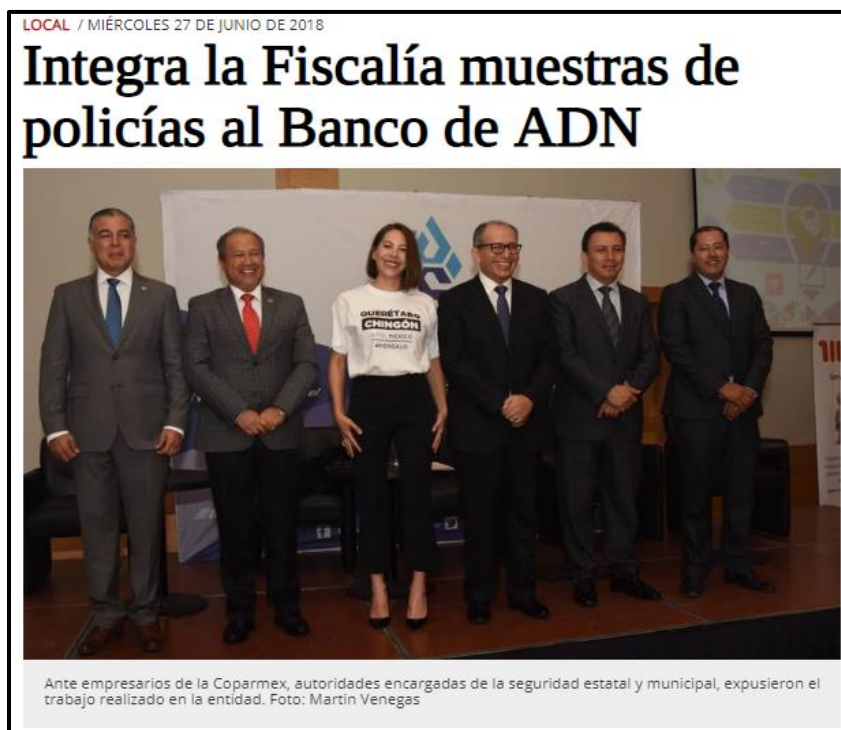 LOCAL / MIÉRCOLES 27 DE JUNIO DE 2018
Integra la Fiscalía muestras de
policías al Banco de ADN
QUERÉTARO
CHINGÓN
Ante empresarios de la Coparmex, autoridades encargadas de la seguridad estatal y municipal, expusieron el
trabajo realizado en la entidad. Foto: Martín Venegas